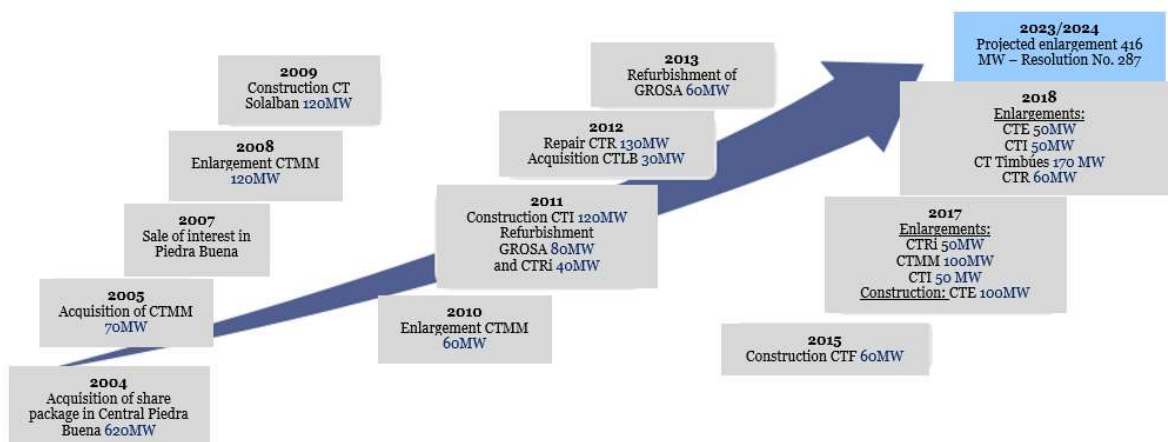 2004
Acquisition of share
package in Central Piedra
Buena 620MW
2005
Acquisition of CTMM
70MW
2007
Sale of interest in
Piedra Buena
2008
Enlargement CTMM
120MW
2009
Construction CT
Solalban 120MW
2010
Enlargement CTMM
60MW
2011
Construction CTI 120MW
Refurbishment
GROSA 80MW
and CTRi 40MW
2012
Repair CTR 130MW
Acquisition CTLB 30MW
2013
Refurbishment of
GROSA 60MW
2015
Construction CTF 60MW
2017
Enlargements:
CTRi 50MW
CTMM 100MW
CTI 50 MW
Construction: CTE 100MW
2018
Enlargements:
CTE 50MW
CTI 50MW
CT Timbúes 170 MW
CTR 60MW
2023/2024
Projected enlargement 416
MW – Resolution No. 287